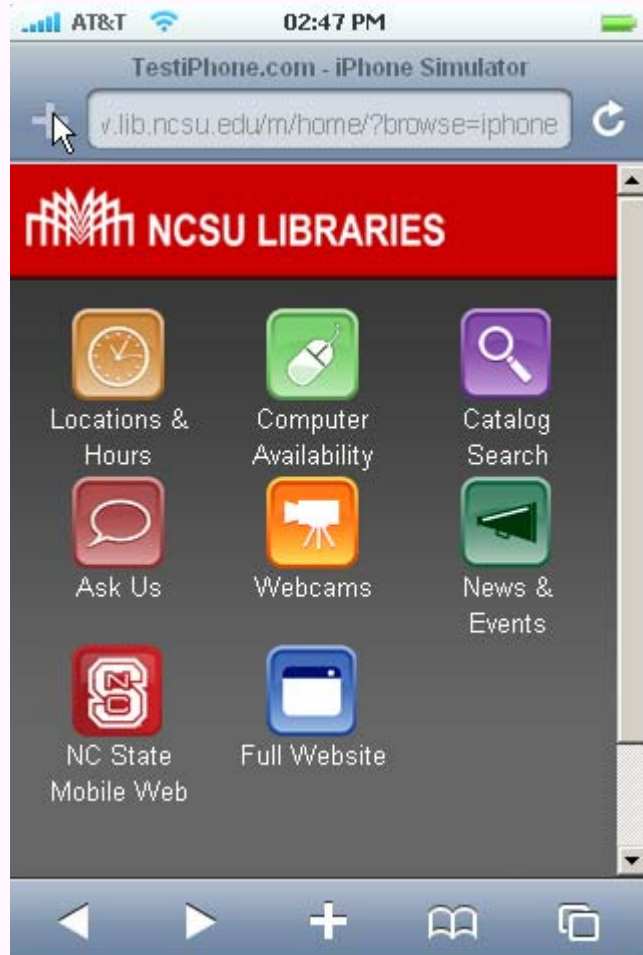 AT&T 02:47 PM
TestiPhone.com - iPhone Simulator
v.lib.ncsu.edu/m/home/?browse=iphone
NCSU LIBRARIES
Locations & Computer Catalog
Hours Availability Search
Ask Us Webcams News &
Events
NC
S
NC State Full Website
Mobile Web